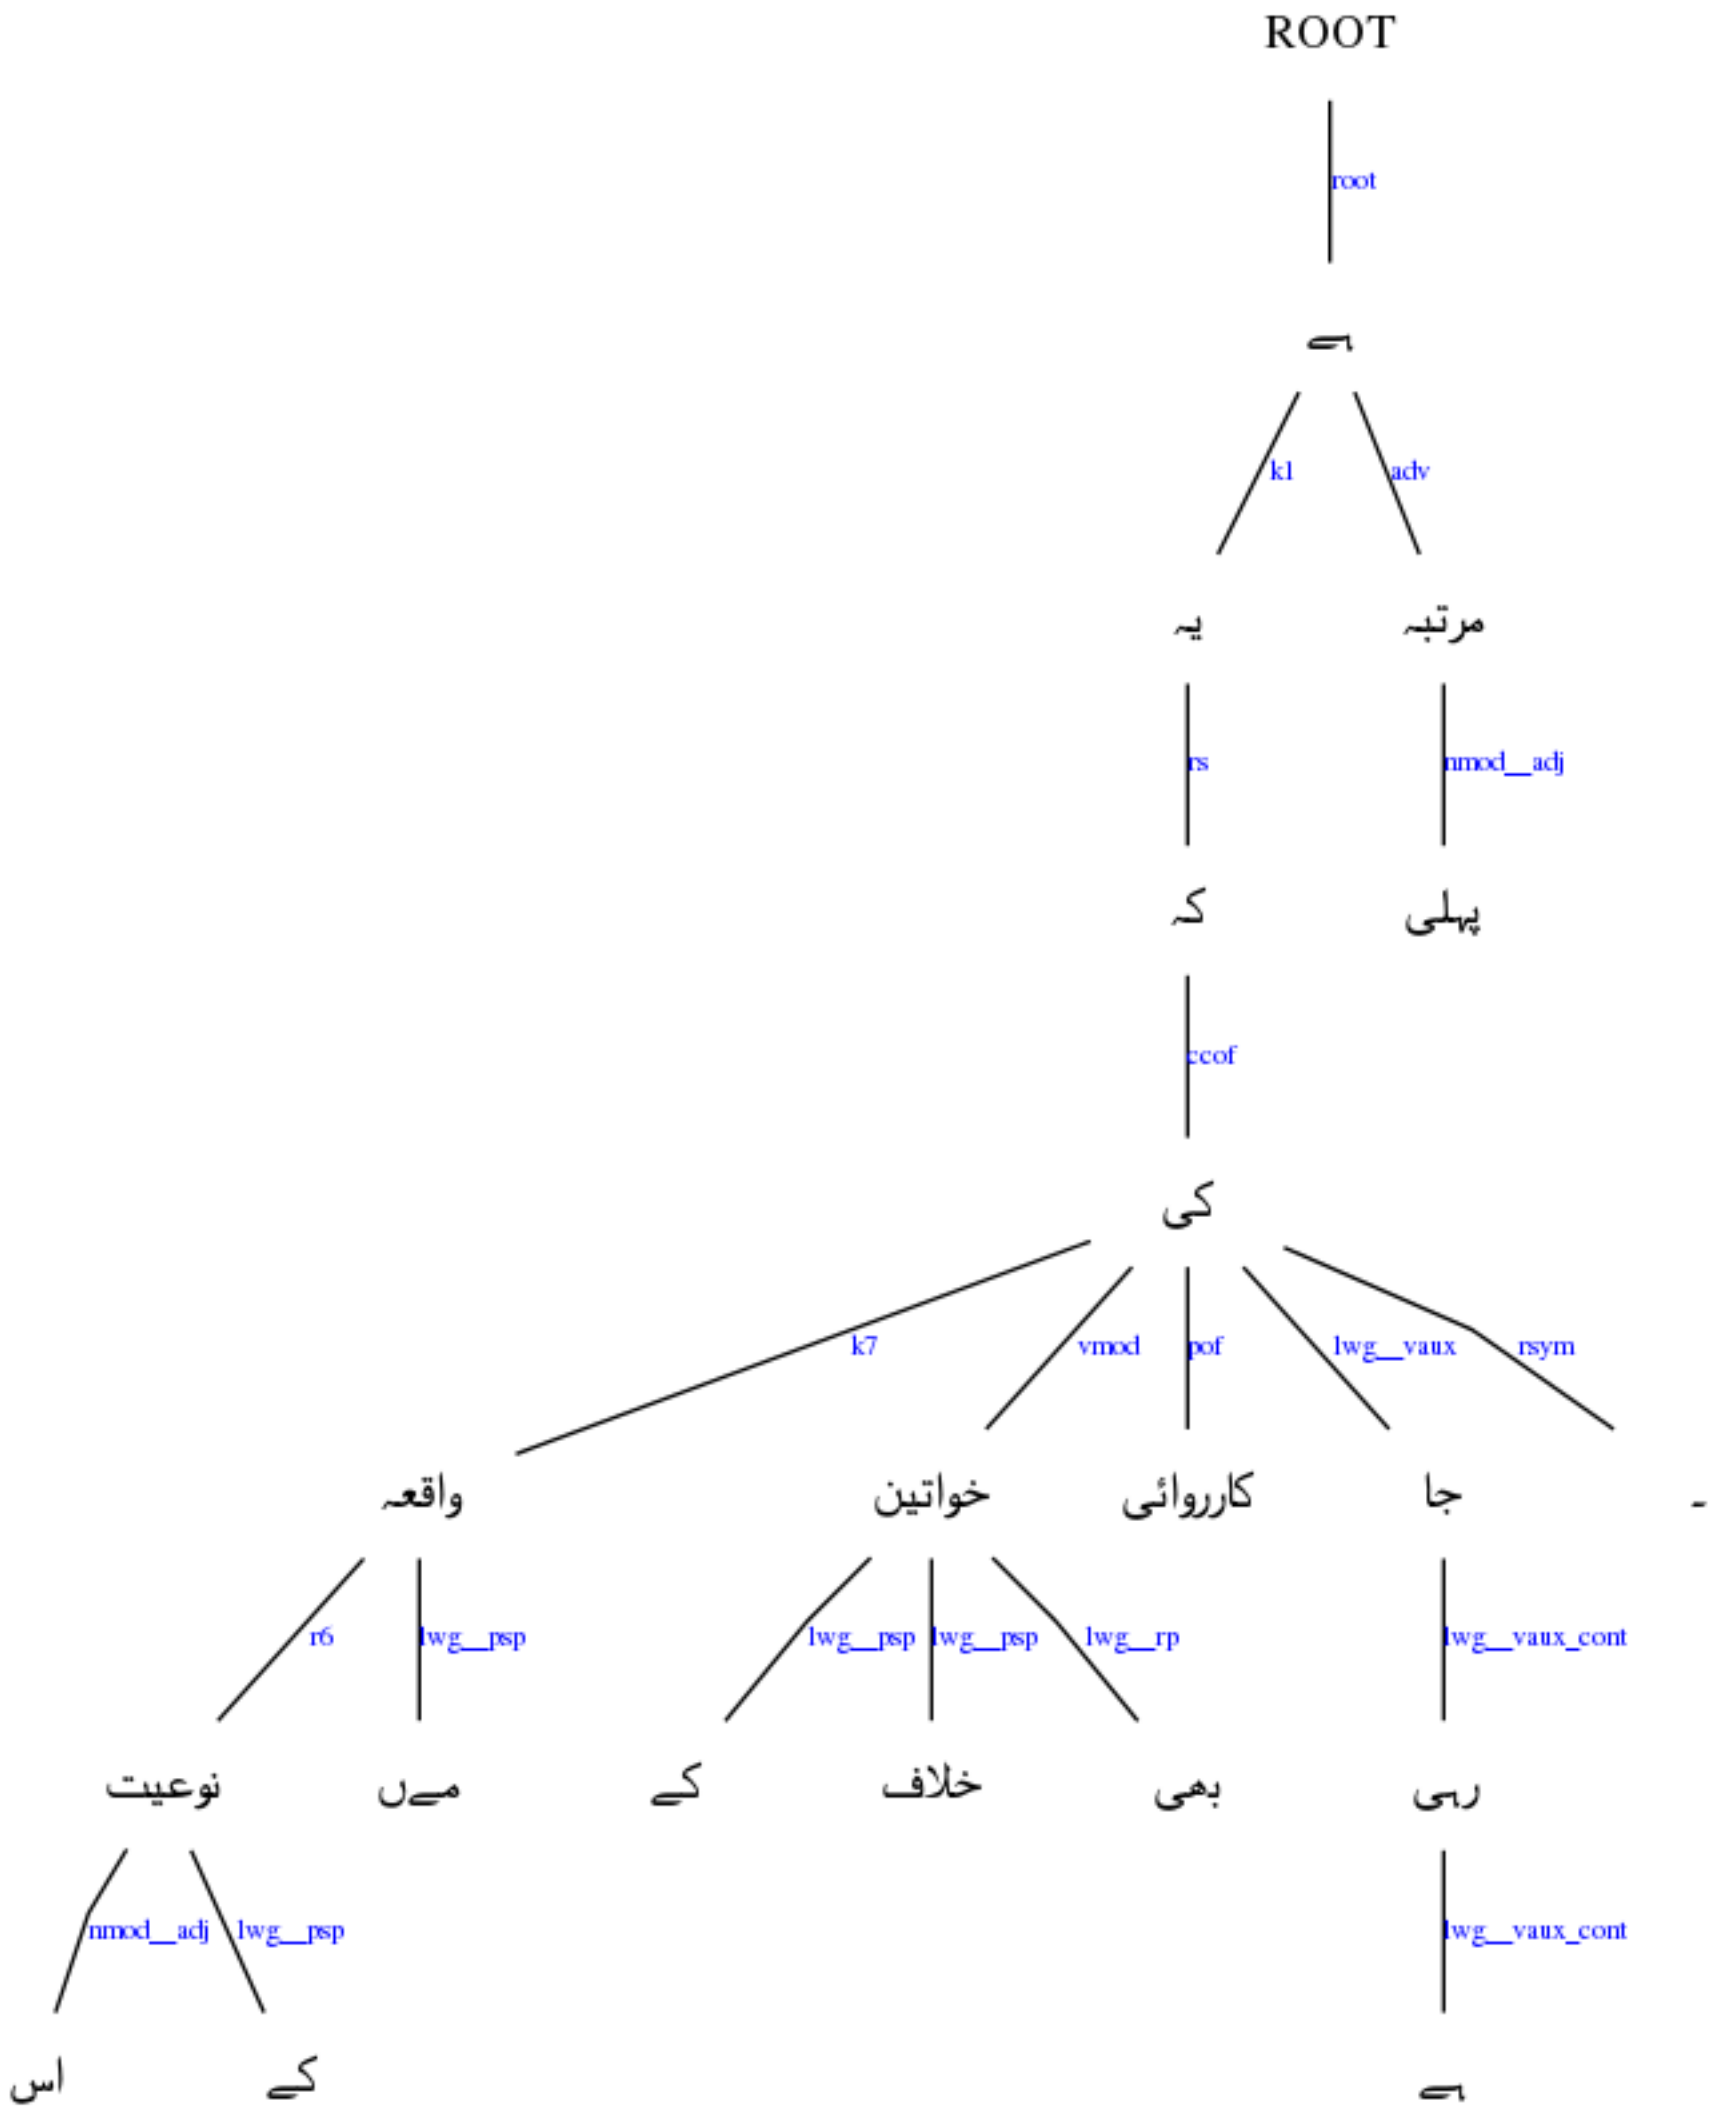 ROOT
root
ہے
k1 adv
یہ مرتبہ
rs nmod__adj
کہ پہلی
ccof
کی
k7 vmod pof lwg__vaux rsym
واقعہ خواتین کارروائی جا ۔
r6 lwg__psp lwg__psp lwg__psp lwg__rp lwg__vaux_cont
نوعیت مےں کے خلاف بھی رہی
nmod__adj lwg__psp lwg__vaux_cont
اس کے ہے